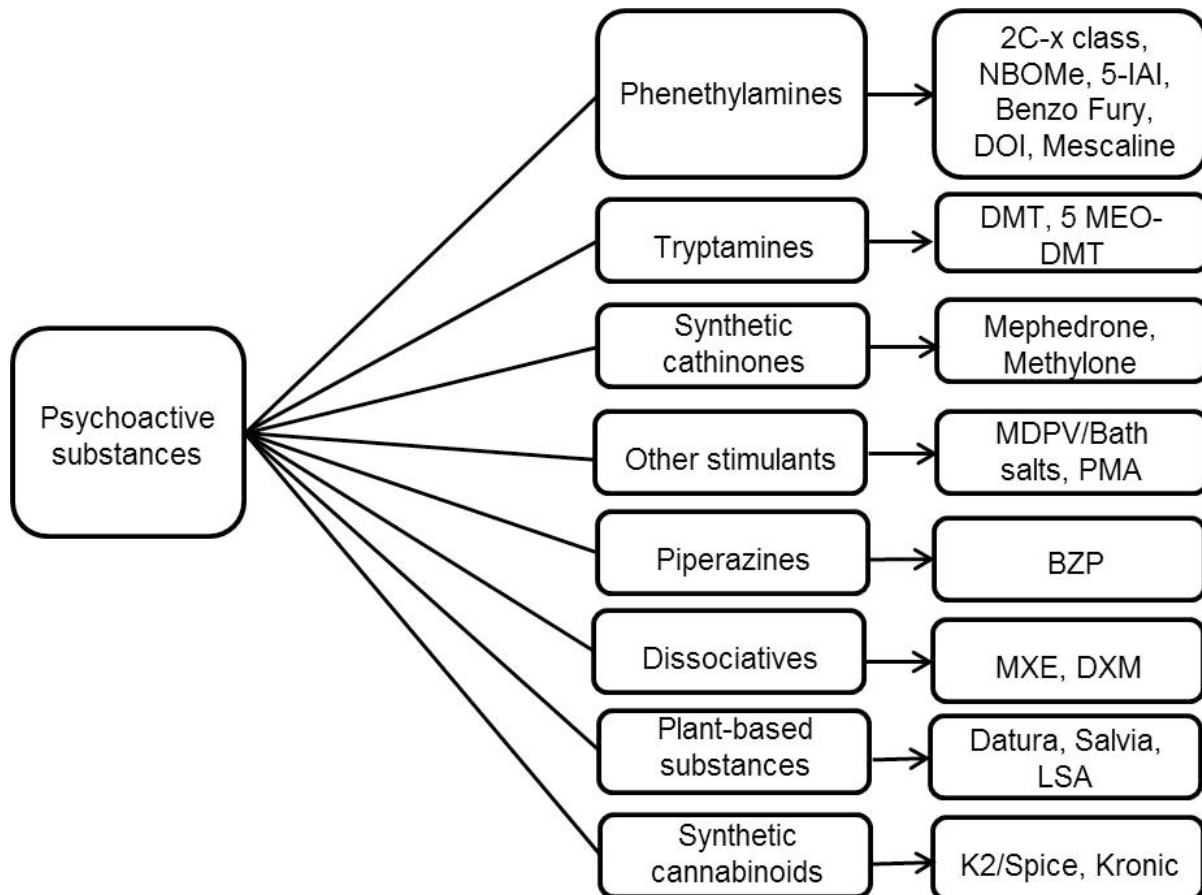 Psychoactive
substances
Phenethylamines
2C-x class,
NBOMe, 5-IAI,
Benzo Fury,
DOI, Mescaline
Tryptamines
DMT, 5 MEO-
DMT
Synthetic
cathinones
Mephedrone,
Methylone
Other stimulants
MDPV/Bath
salts, PMA
Piperazines
BZP
Dissociatives
MXE, DXM
Plant-based
substances
Datura, Salvia,
LSA
Synthetic
cannabinoids
K2/Spice, Kronic